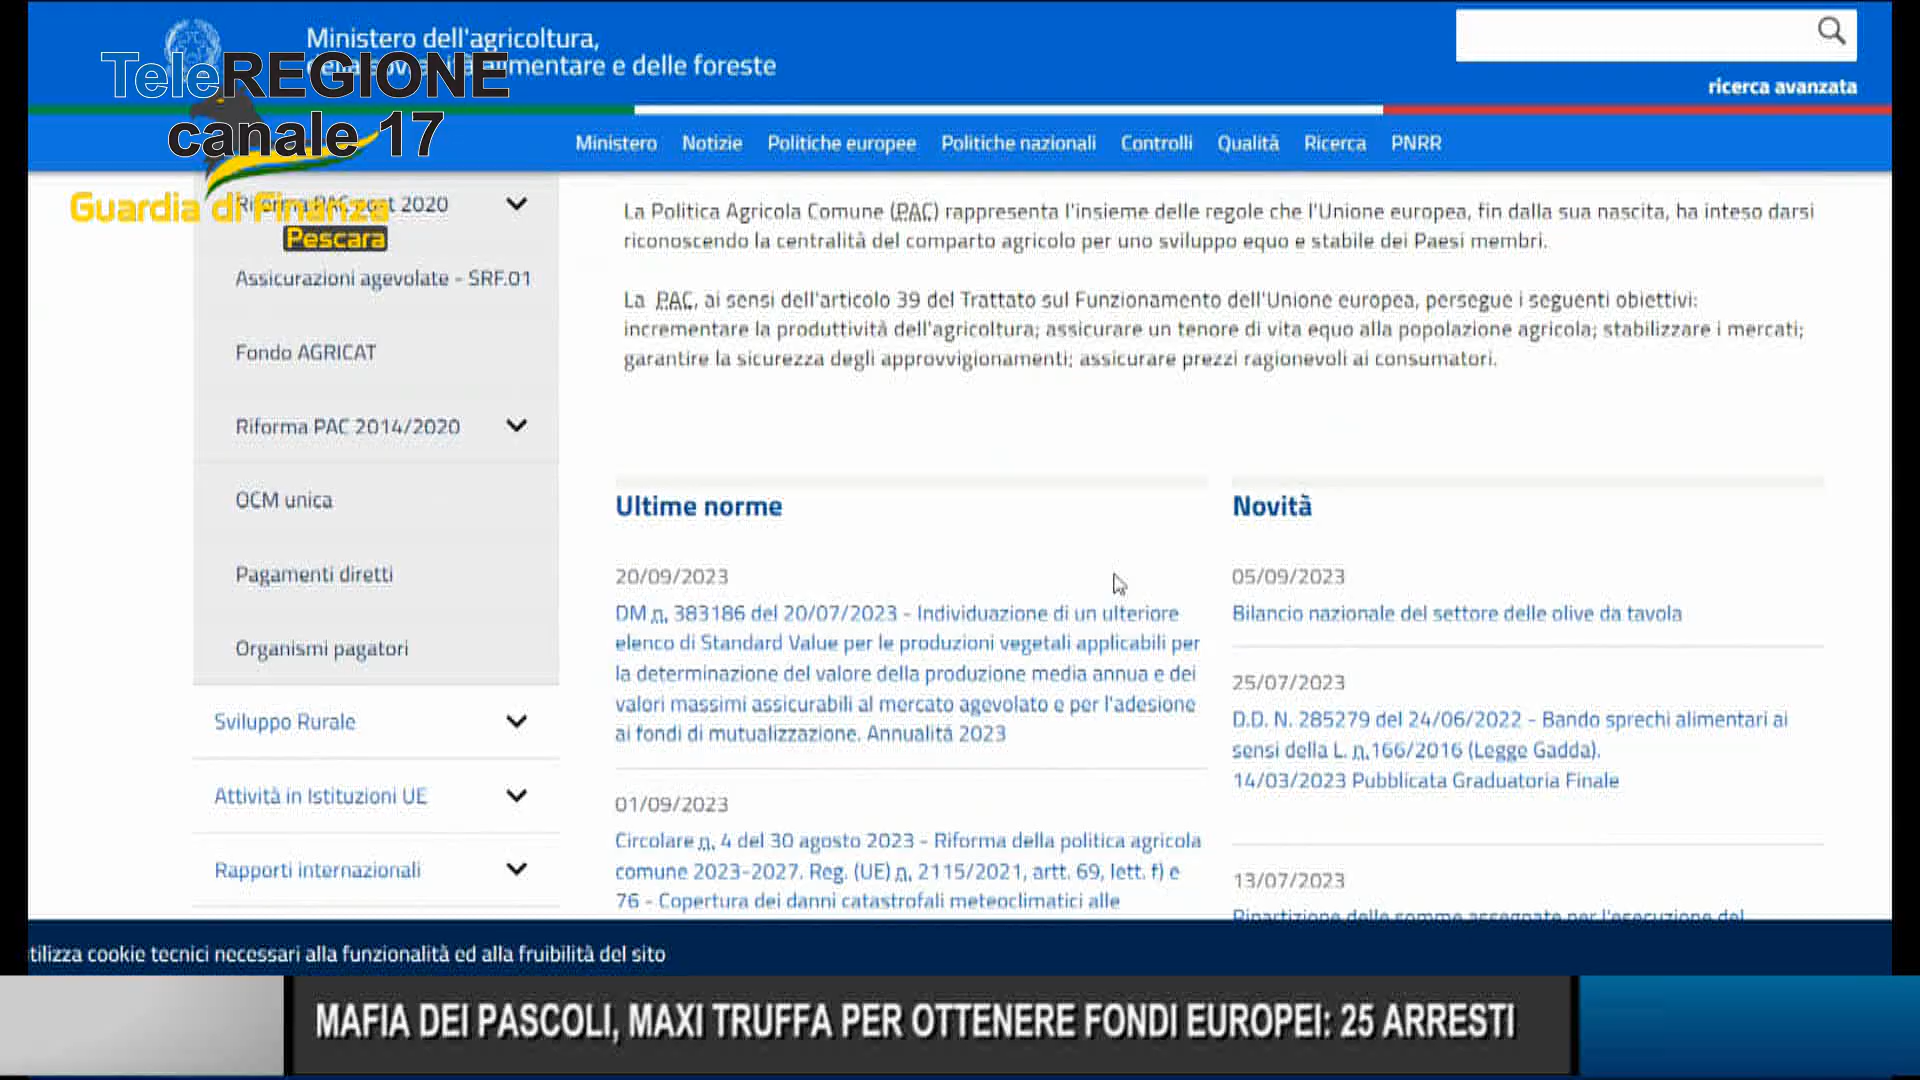 Ministero dell'agricoltura,
alimentare e delle foreste
TeleREGIONE
canale 17
ricerca avanzata
Ministero Notizie Politiche europee Politiche nazionali Controlli Qualità Ricerca PNRR
Guardia di Finanza
Pescara
Riforma PAC post 2020
Assicurazioni agevolate - SRF.01
Fondo AGRICAT
Riforma PAC 2014/2020
OCM unica
Pagamenti diretti
Organismi pagatori
Sviluppo Rurale
Attività in Istituzioni UE
Rapporti internazionali
La Politica Agricola Comune (PAC) rappresenta l'insieme delle regole che l'Unione europea, fin dalla sua nascita, ha inteso darsi
riconoscendo la centralità del comparto agricolo per uno sviluppo equo e stabile dei Paesi membri.
La PAC, ai sensi dell'articolo 39 del Trattato sul Funzionamento dell'Unione europea, persegue i seguenti obiettivi:
incrementare la produttività dell'agricoltura; assicurare un tenore di vita equo alla popolazione agricola; stabilizzare i mercati;
garantire la sicurezza degli approvvigionamenti; assicurare prezzi ragionevoli ai consumatori.
Ultime norme
20/09/2023
DM n. 383186 del 20/07/2023 - Individuazione di un ulteriore
elenco di Standard Value per le produzioni vegetali applicabili per
la determinazione del valore della produzione media annua e dei
valori massimi assicurabili al mercato agevolato e per l'adesione
ai fondi di mutualizzazione. Annualità 2023
01/09/2023
Circolare n. 4 del 30 agosto 2023 - Riforma della politica agricola
comune 2023-2027. Reg. (UE) n. 2115/2021, artt. 69, lett. f) e
76 - Copertura dei danni catastrofali meteoclimatici alle
Novità
05/09/2023
Bilancio nazionale del settore delle olive da tavola
25/07/2023
D.D. N. 285279 del 24/06/2022 - Bando sprechi alimentari ai
sensi della L. n.166/2016 (Legge Gadda).
14/03/2023 Pubblicata Graduatoria Finale
13/07/2023
Ripartizione delle somme assegnate per l'esecuzione del
tilizza cookie tecnici necessari alla funzionalità ed alla fruibilità del sito
MAFIA DEI PASCOLI, MAXI TRUFFA PER OTTENERE FONDI EUROPEI: 25 ARRESTI